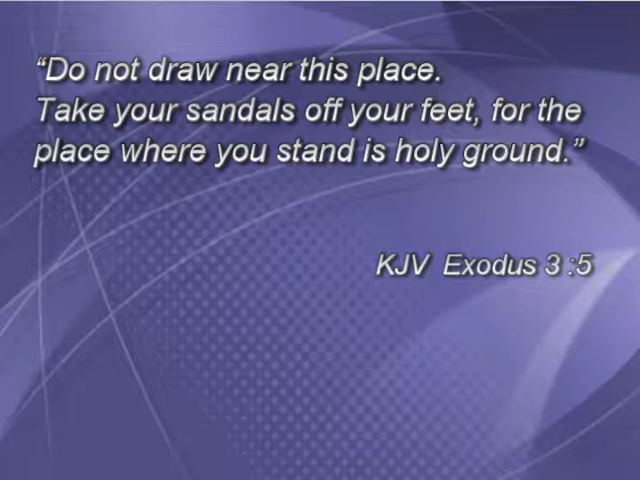 “Do not draw near this place.
Take your sandals off your feet, for the
place where you stand is holy ground.”
KJV Exodus 3 :5